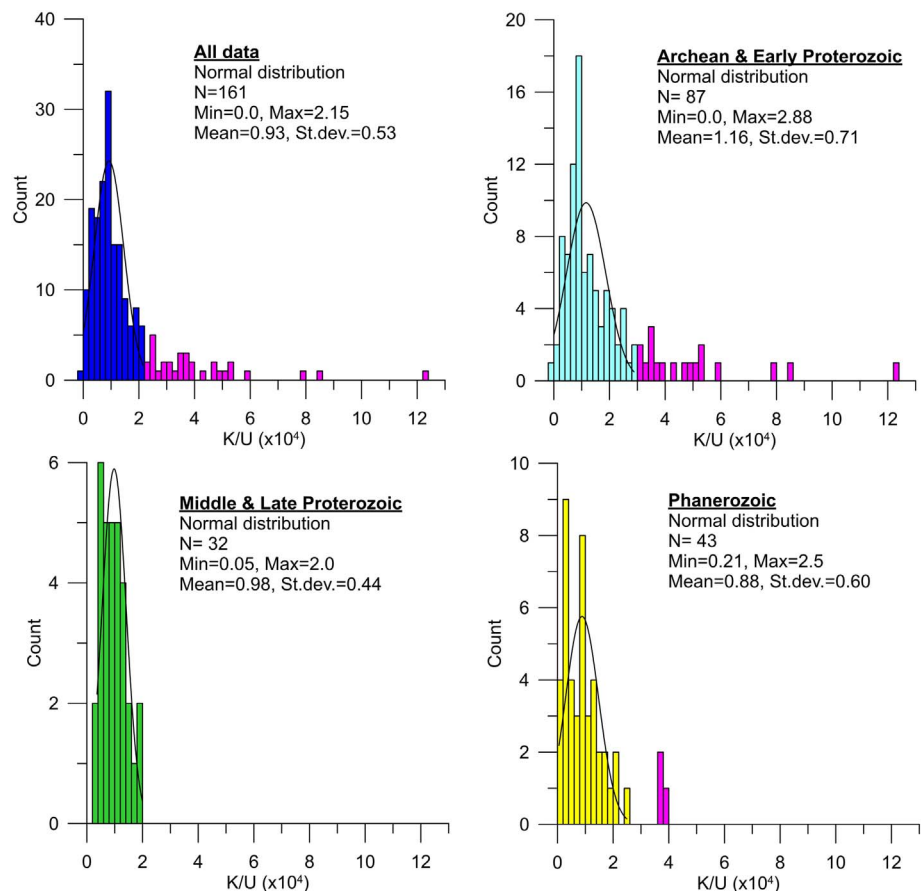 40
30
20
10
0
Count
All data
Normal distribution
N=161
Min=0.0, Max=2.15
Mean=0.93, St.dev.=0.53
0 2 4 6 8 10 12
K/U (x10⁴)
20
16
12
8
4
0
Count
Archean & Early Proterozoic
Normal distribution
N= 87
Min=0.0, Max=2.88
Mean=1.16, St.dev.=0.71
0 2 4 6 8 10 12
K/U (x10⁴)
6
4
2
0
Count
Middle & Late Proterozoic
Normal distribution
N= 32
Min=0.05, Max=2.0
Mean=0.98, St.dev.=0.44
0 2 4 6 8 10 12
K/U (x10⁴)
10
8
6
4
2
0
Count
Phanerozoic
Normal distribution
N= 43
Min=0.21, Max=2.5
Mean=0.88, St.dev.=0.60
0 2 4 6 8 10 12
K/U (x10⁴)